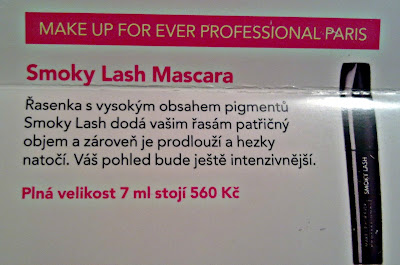 MAKE UP FOR EVER PROFESSIONAL PARIS
Smoky Lash Mascara
Řasenka s vysokým obsahem pigmentů
Smoky Lash dodá vašim řasám patřičný
objem a zároveň je prodlouží a hezky
natočí. Váš pohled bude ještě intenzivnější.
Plná velikost 7 ml stojí 560 Kč
SMOKY LASH